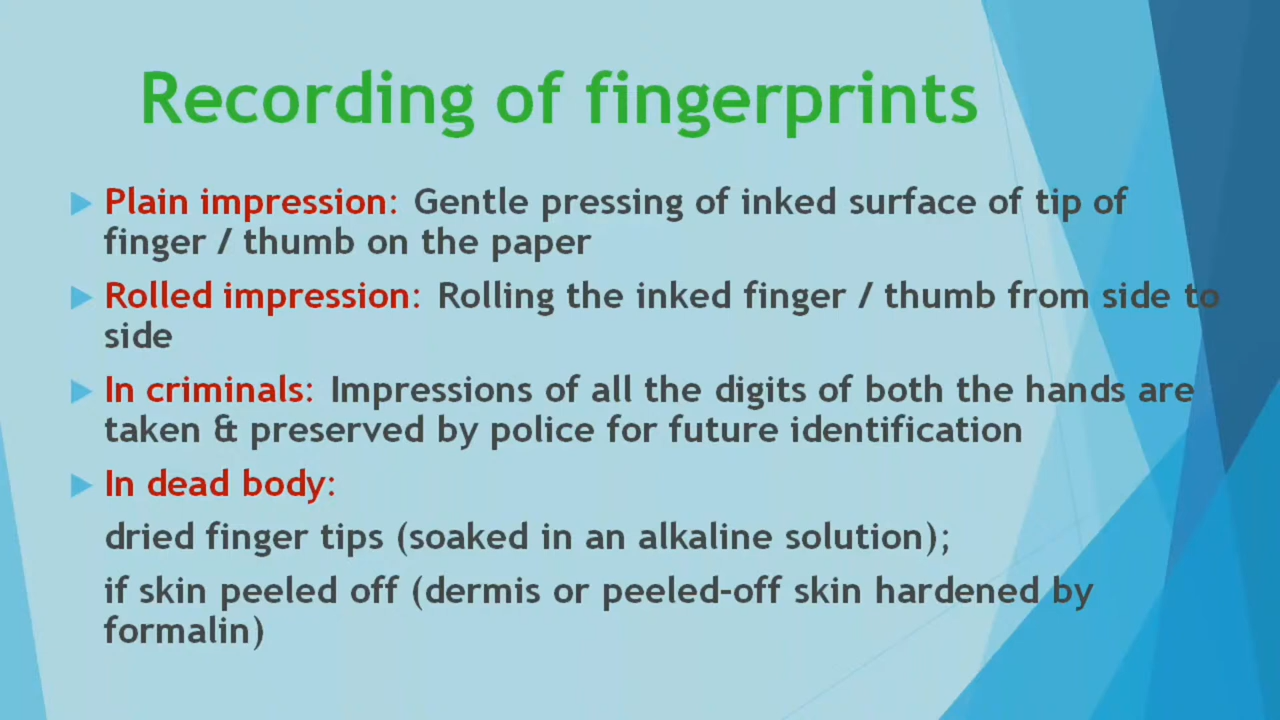 Recording of fingerprints
Plain impression: Gentle pressing of inked surface of tip of
finger / thumb on the paper
Rolled impression: Rolling the inked finger / thumb from side to
side
In criminals: Impressions of all the digits of both the hands are
taken & preserved by police for future identification
In dead body:
dried finger tips (soaked in an alkaline solution);
if skin peeled off (dermis or peeled-off skin hardened by
formalin)